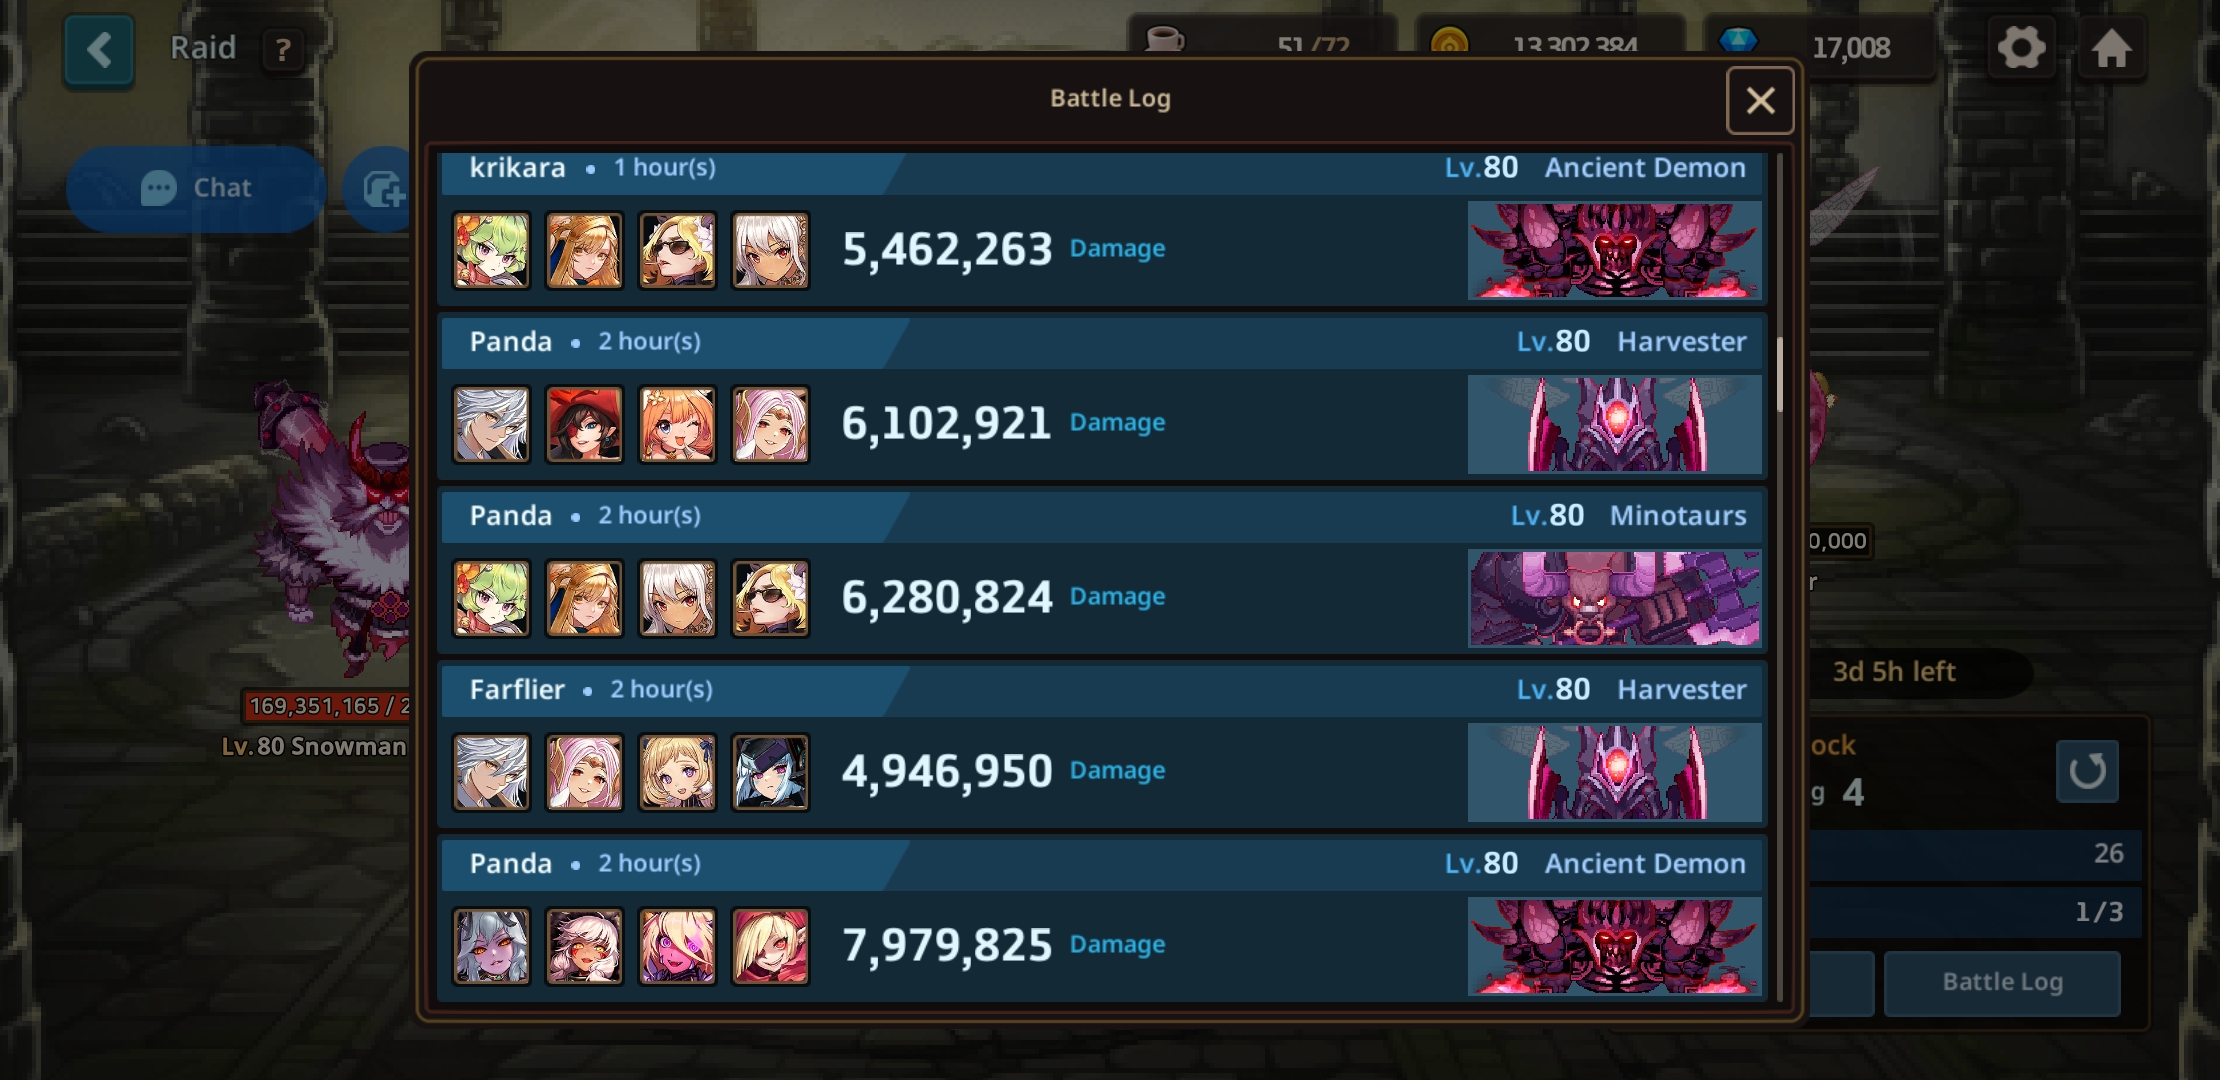 Raid ?
51/72
13,302,384
17,008
Battle Log
Chat
krikara • 1 hour(s) Lv.80 Ancient Demon
5,462,263 Damage
Panda • 2 hour(s) Lv.80 Harvester
6,102,921 Damage
Panda • 2 hour(s) Lv.80 Minotaurs
6,280,824 Damage
Farflier • 2 hour(s) Lv.80 Harvester
4,946,950 Damage
Panda • 2 hour(s) Lv.80 Ancient Demon
7,979,825 Damage
169,351,165 / 2
Lv.80 Snowman
0,000
r
3d 5h left
ock
g 4
26
1/3
Battle Log